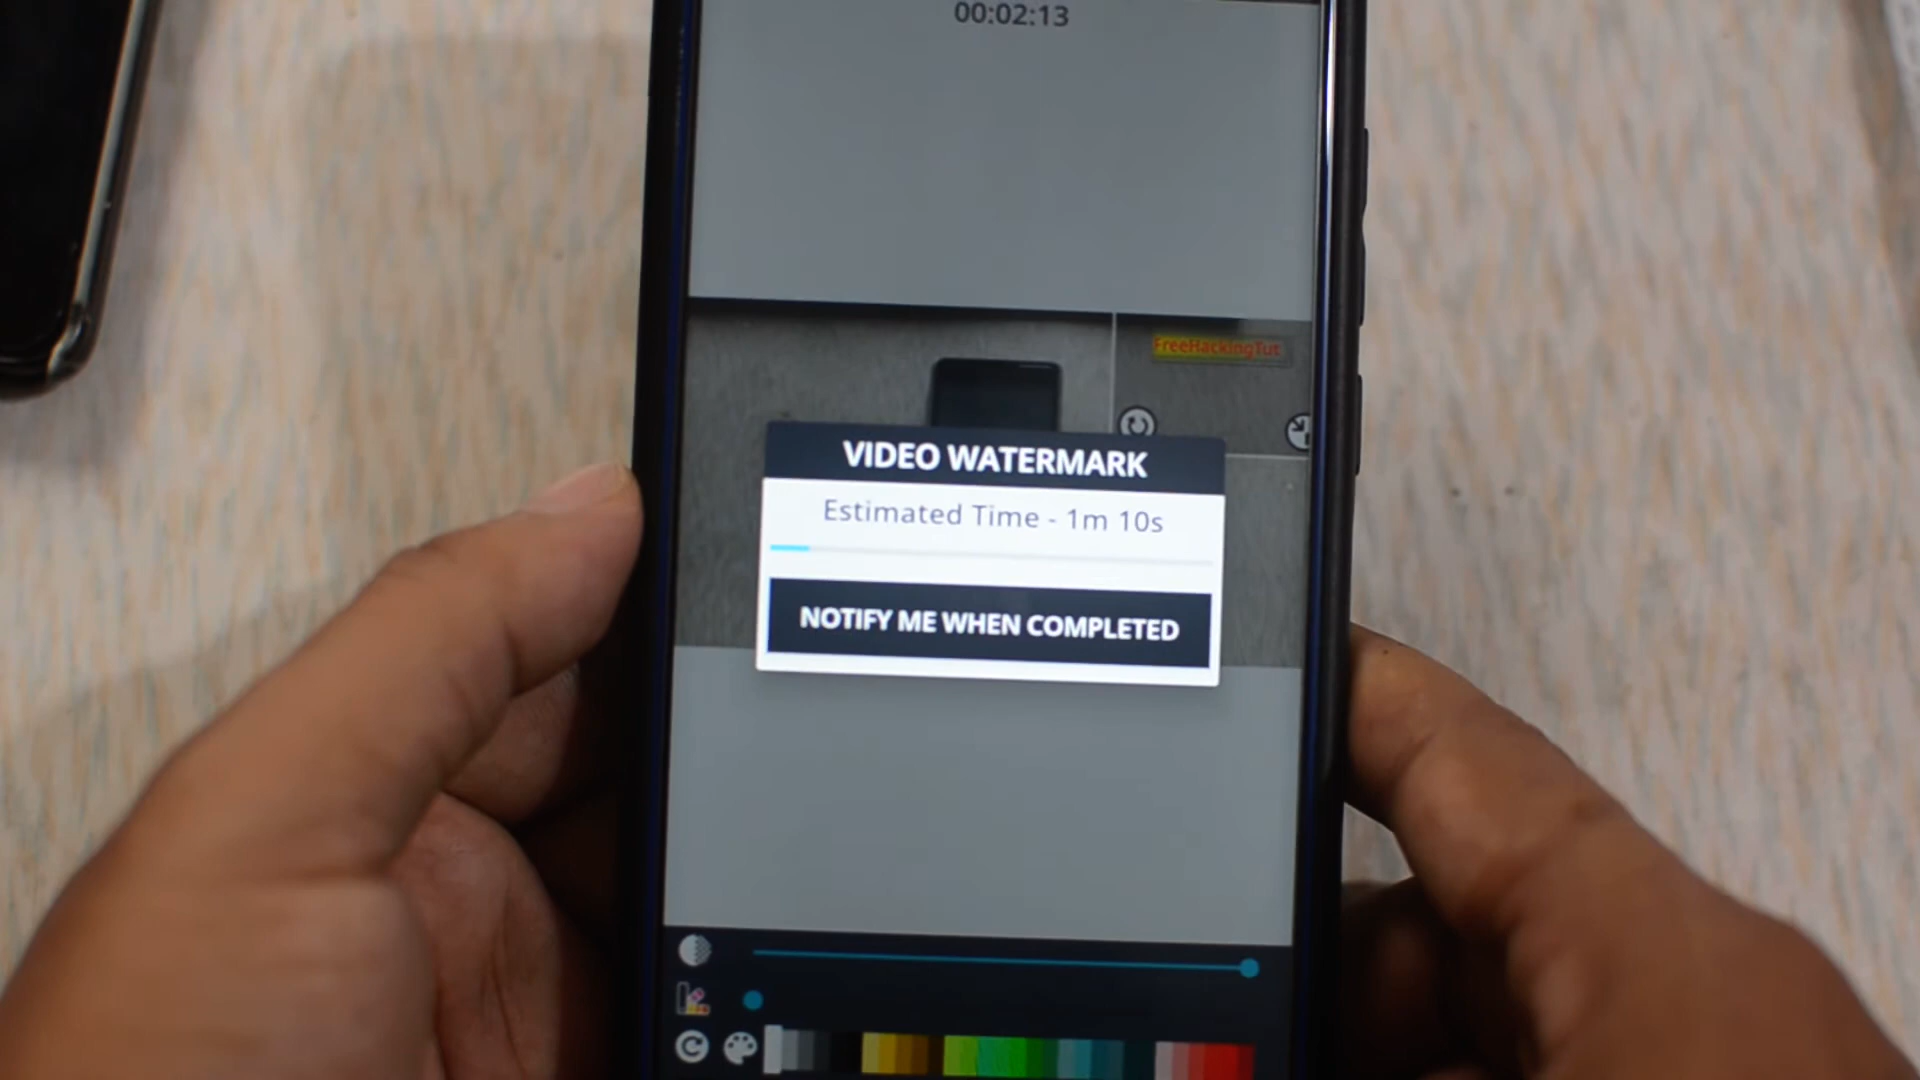 00:02:13
FreeHackingTut
VIDEO WATERMARK
Estimated Time - 1m 10s
NOTIFY ME WHEN COMPLETED